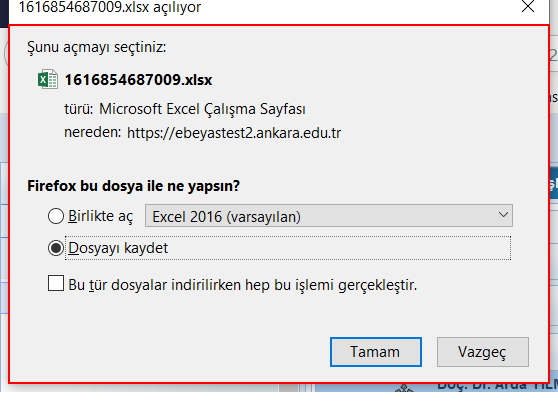 1616854687009.xlsx açılıyor
Şunu açmayı seçtiniz:
1616854687009.xlsx
türü: Microsoft Excel Çalışma Sayfası
nereden: https://ebeyastest2.ankara.edu.tr
Firefox bu dosya ile ne yapsın?
Birlikte aç Excel 2016 (varsayılan)
Dosyayı kaydet
Bu tür dosyalar indirilirken hep bu işlemi gerçekleştir.
Tamam Vazgeç